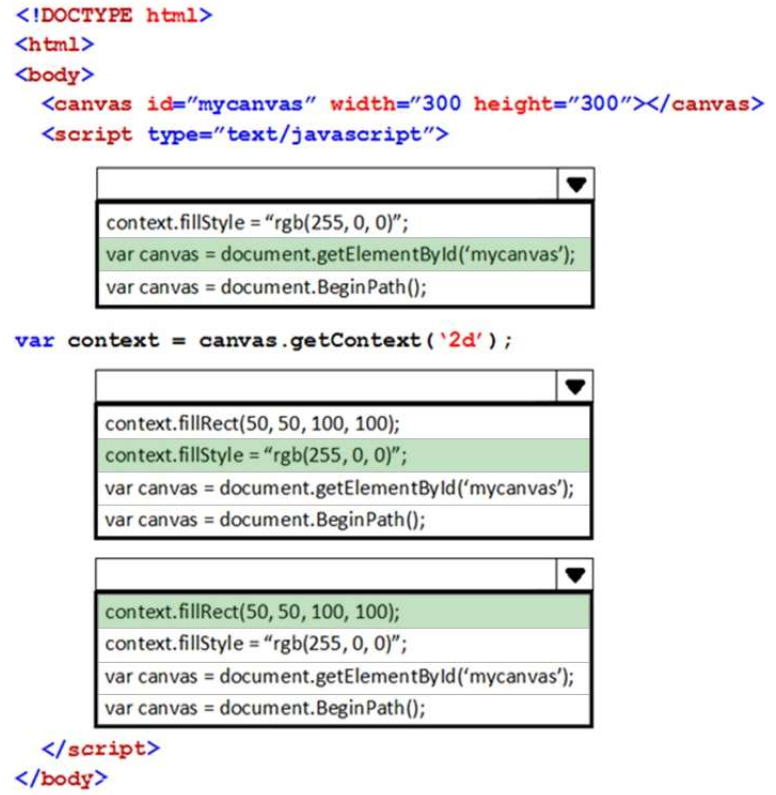 <!DOCTYPE html>
<html>
<body>
<canvas id="mycanvas" width="300 height="300"></canvas>
<script type="text/javascript">
context.fillStyle = “rgb(255, 0, 0)”;
var canvas = document.getElementById(‘mycanvas’);
var canvas = document.BeginPath();
var context = canvas.getContext(‘2d’);
context.fillRect(50, 50, 100, 100);
context.fillStyle = “rgb(255, 0, 0)”;
var canvas = document.getElementById(‘mycanvas’);
var canvas = document.BeginPath();
context.fillRect(50, 50, 100, 100);
context.fillStyle = “rgb(255, 0, 0)”;
var canvas = document.getElementById(‘mycanvas’);
var canvas = document.BeginPath();
</script>
</body>